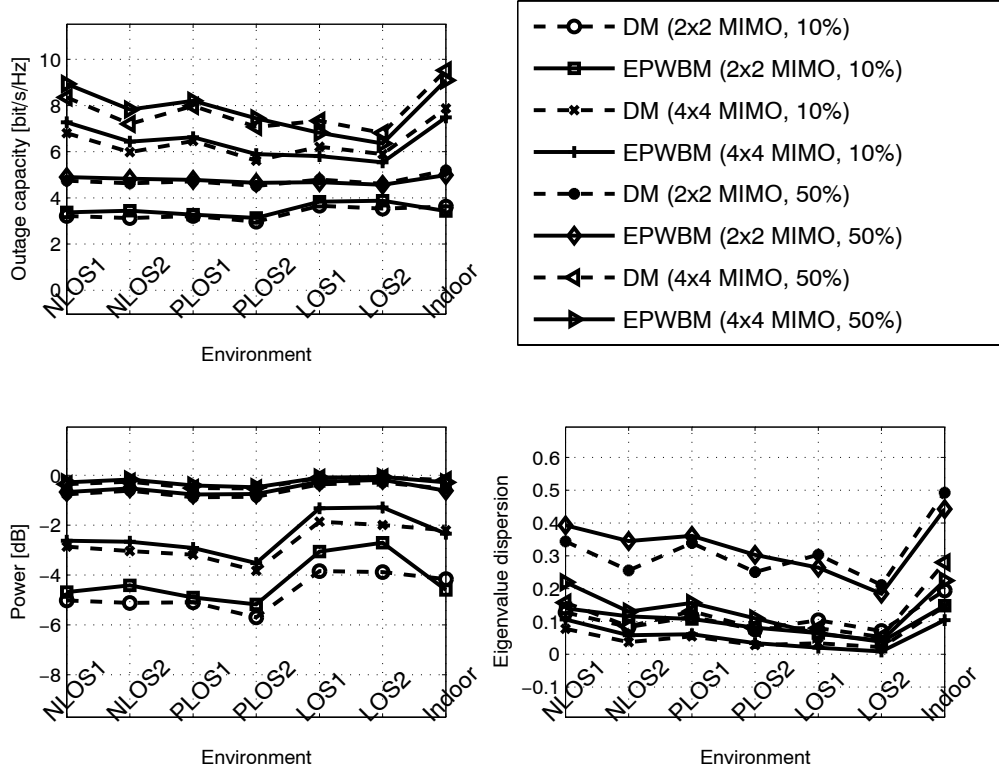 10
8
6
4
2
0
Outage capacity [bit/s/Hz]
NLOS1
NLOS2
PLOS1
PLOS2
LOS1
LOS2
Indoor
Environment
DM (2x2 MIMO, 10%)
EPWBM (2x2 MIMO, 10%)
DM (4x4 MIMO, 10%)
EPWBM (4x4 MIMO, 10%)
DM (2x2 MIMO, 50%)
EPWBM (2x2 MIMO, 50%)
DM (4x4 MIMO, 50%)
EPWBM (4x4 MIMO, 50%)
0
−2
−4
−6
−8
Power [dB]
NLOS1
NLOS2
PLOS1
PLOS2
LOS1
LOS2
Indoor
Environment
0.6
0.5
0.4
0.3
0.2
0.1
0
−0.1
Eigenvalue dispersion
NLOS1
NLOS2
PLOS1
PLOS2
LOS1
LOS2
Indoor
Environment